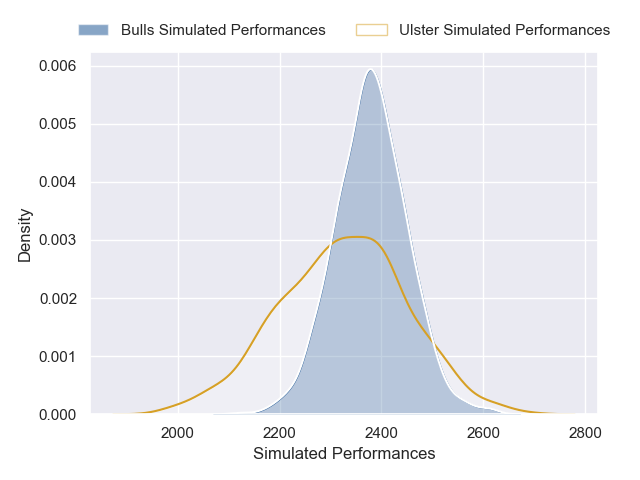 Bulls Simulated Performances Ulster Simulated Performances
0.006
0.005
0.004
0.003
0.002
0.001
0.000
Density
2000 2200 2400 2600 2800
Simulated Performances